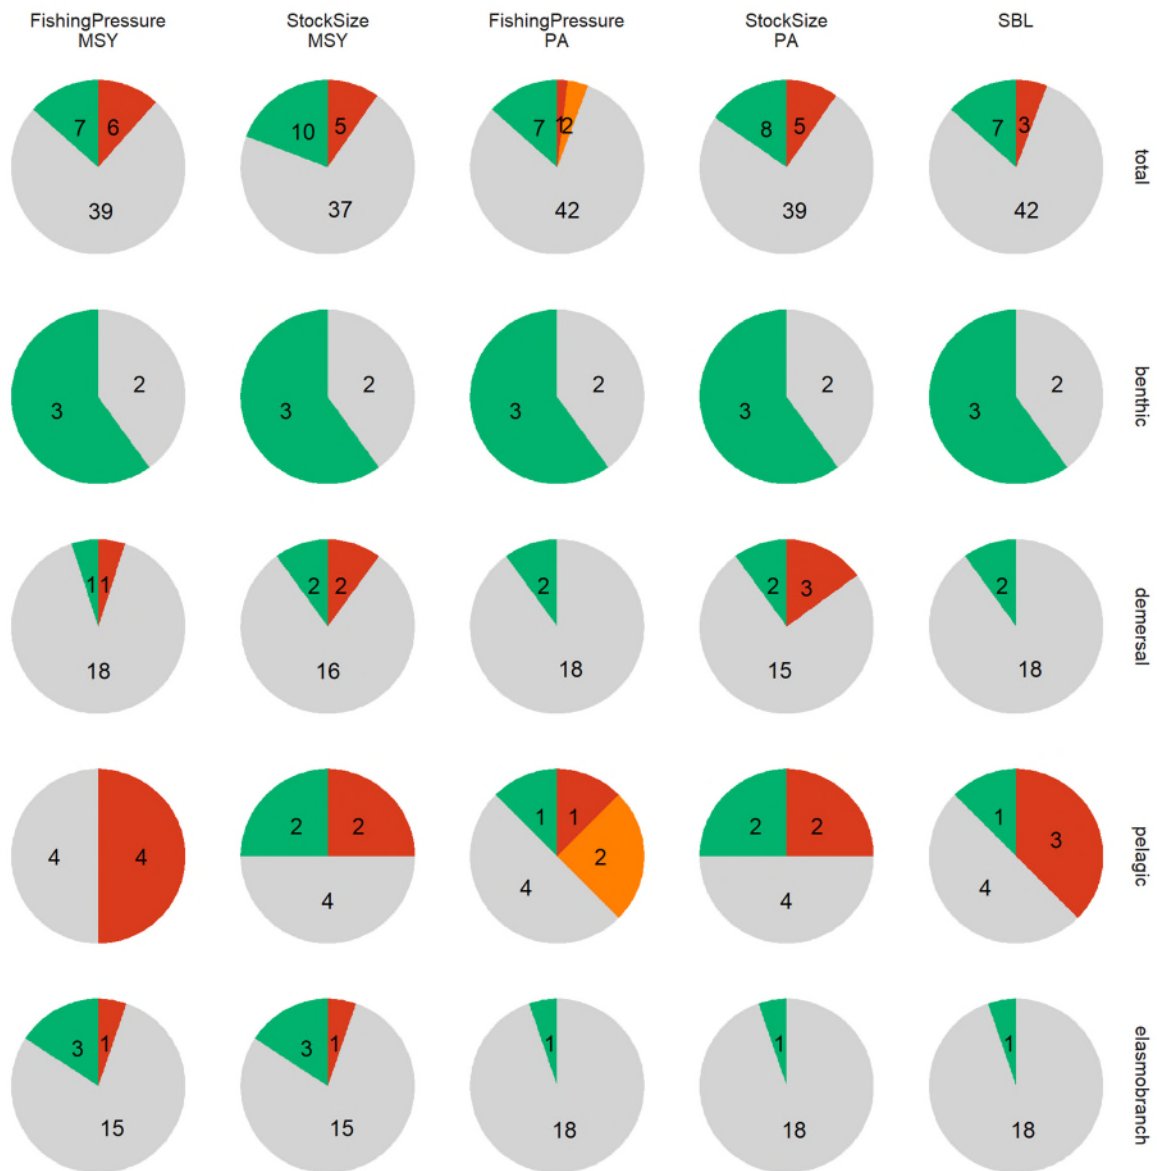 FishingPressure
MSY
StockSize
MSY
FishingPressure
PA
StockSize
PA
SBL
7 6
39
10 5
37
7 1 2
42
8 5
39
7 3
42
total
3 2
3 2
3 2
3 2
3 2
benthic
1 1
18
2 2
16
2
18
2 3
15
2
18
demersal
4 4
2 2
4
1 1
2
4
2 2
4
1 3
4
pelagic
3 1
15
3 1
15
1
18
1
18
1
18
elasmobranch